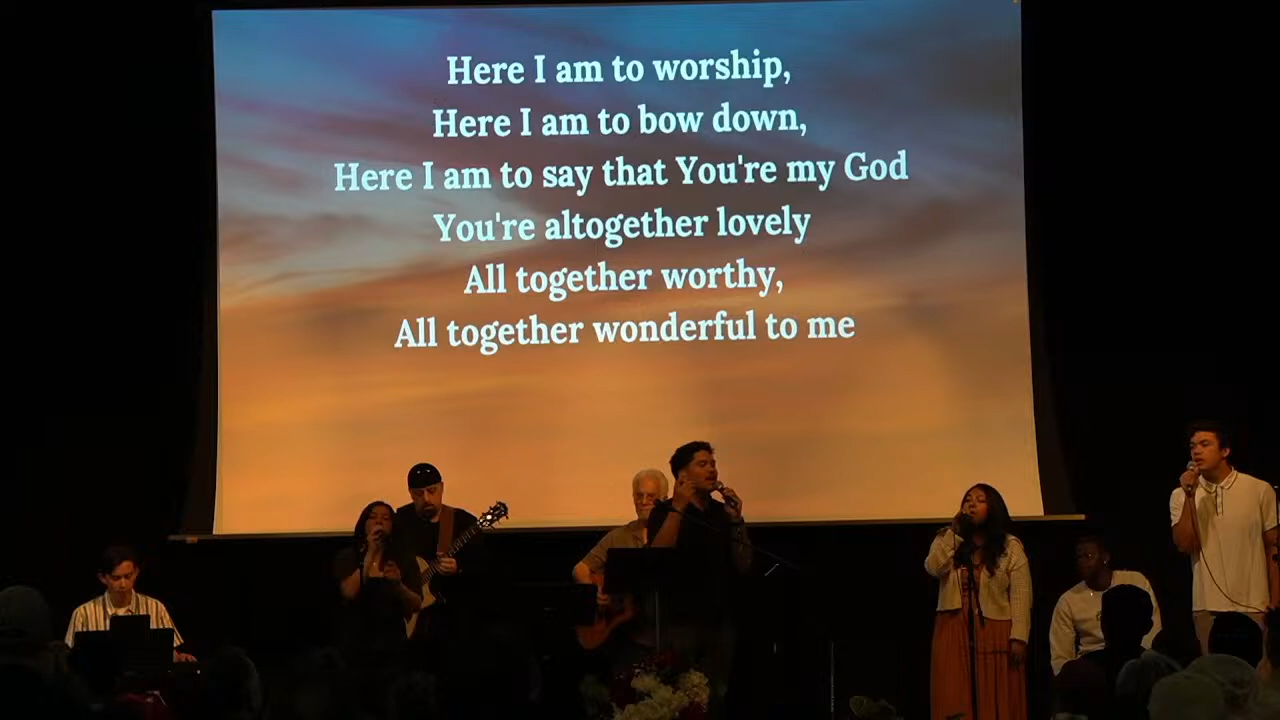 Here I am to worship,
Here I am to bow down,
Here I am to say that You're my God
You're altogether lovely
All together worthy,
All together wonderful to me